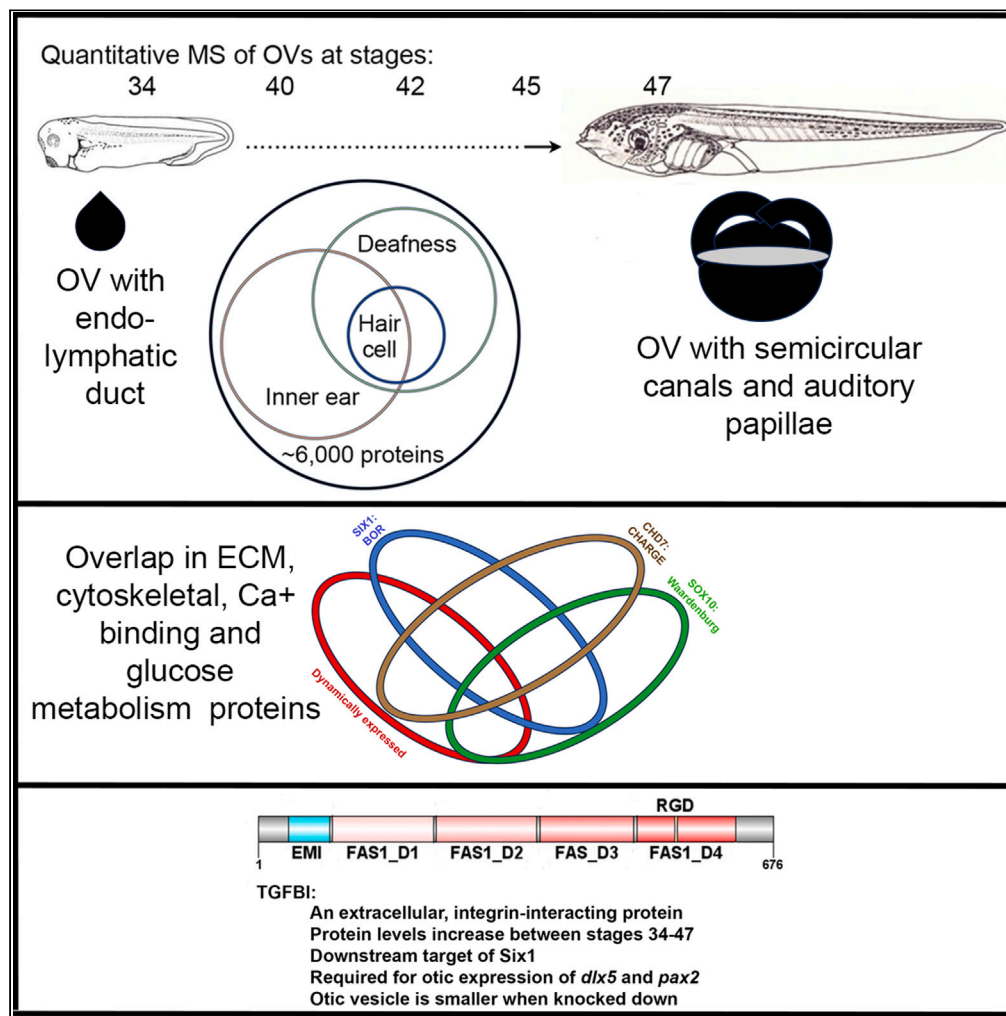 Quantitative MS of OVs at stages:
34 40 42 45 47
OV with
endo-
lymphatic
duct
Deafness
Hair
cell
Inner ear
~6,000 proteins
OV with semicircular
canals and auditory
papillae
Overlap in ECM,
cytoskeletal, Ca+
binding and
glucose
metabolism proteins
SIX1:
BOR
CHD7:
CHARGE
SOX10:
Waardenburg
Dynamically expressed
RGD
EMI FAS1_D1 FAS1_D2 FAS_D3 FAS1_D4
1 676
TGFBI:
An extracellular, integrin-interacting protein
Protein levels increase between stages 34-47
Downstream target of Six1
Required for otic expression of dlx5 and pax2
Otic vesicle is smaller when knocked down